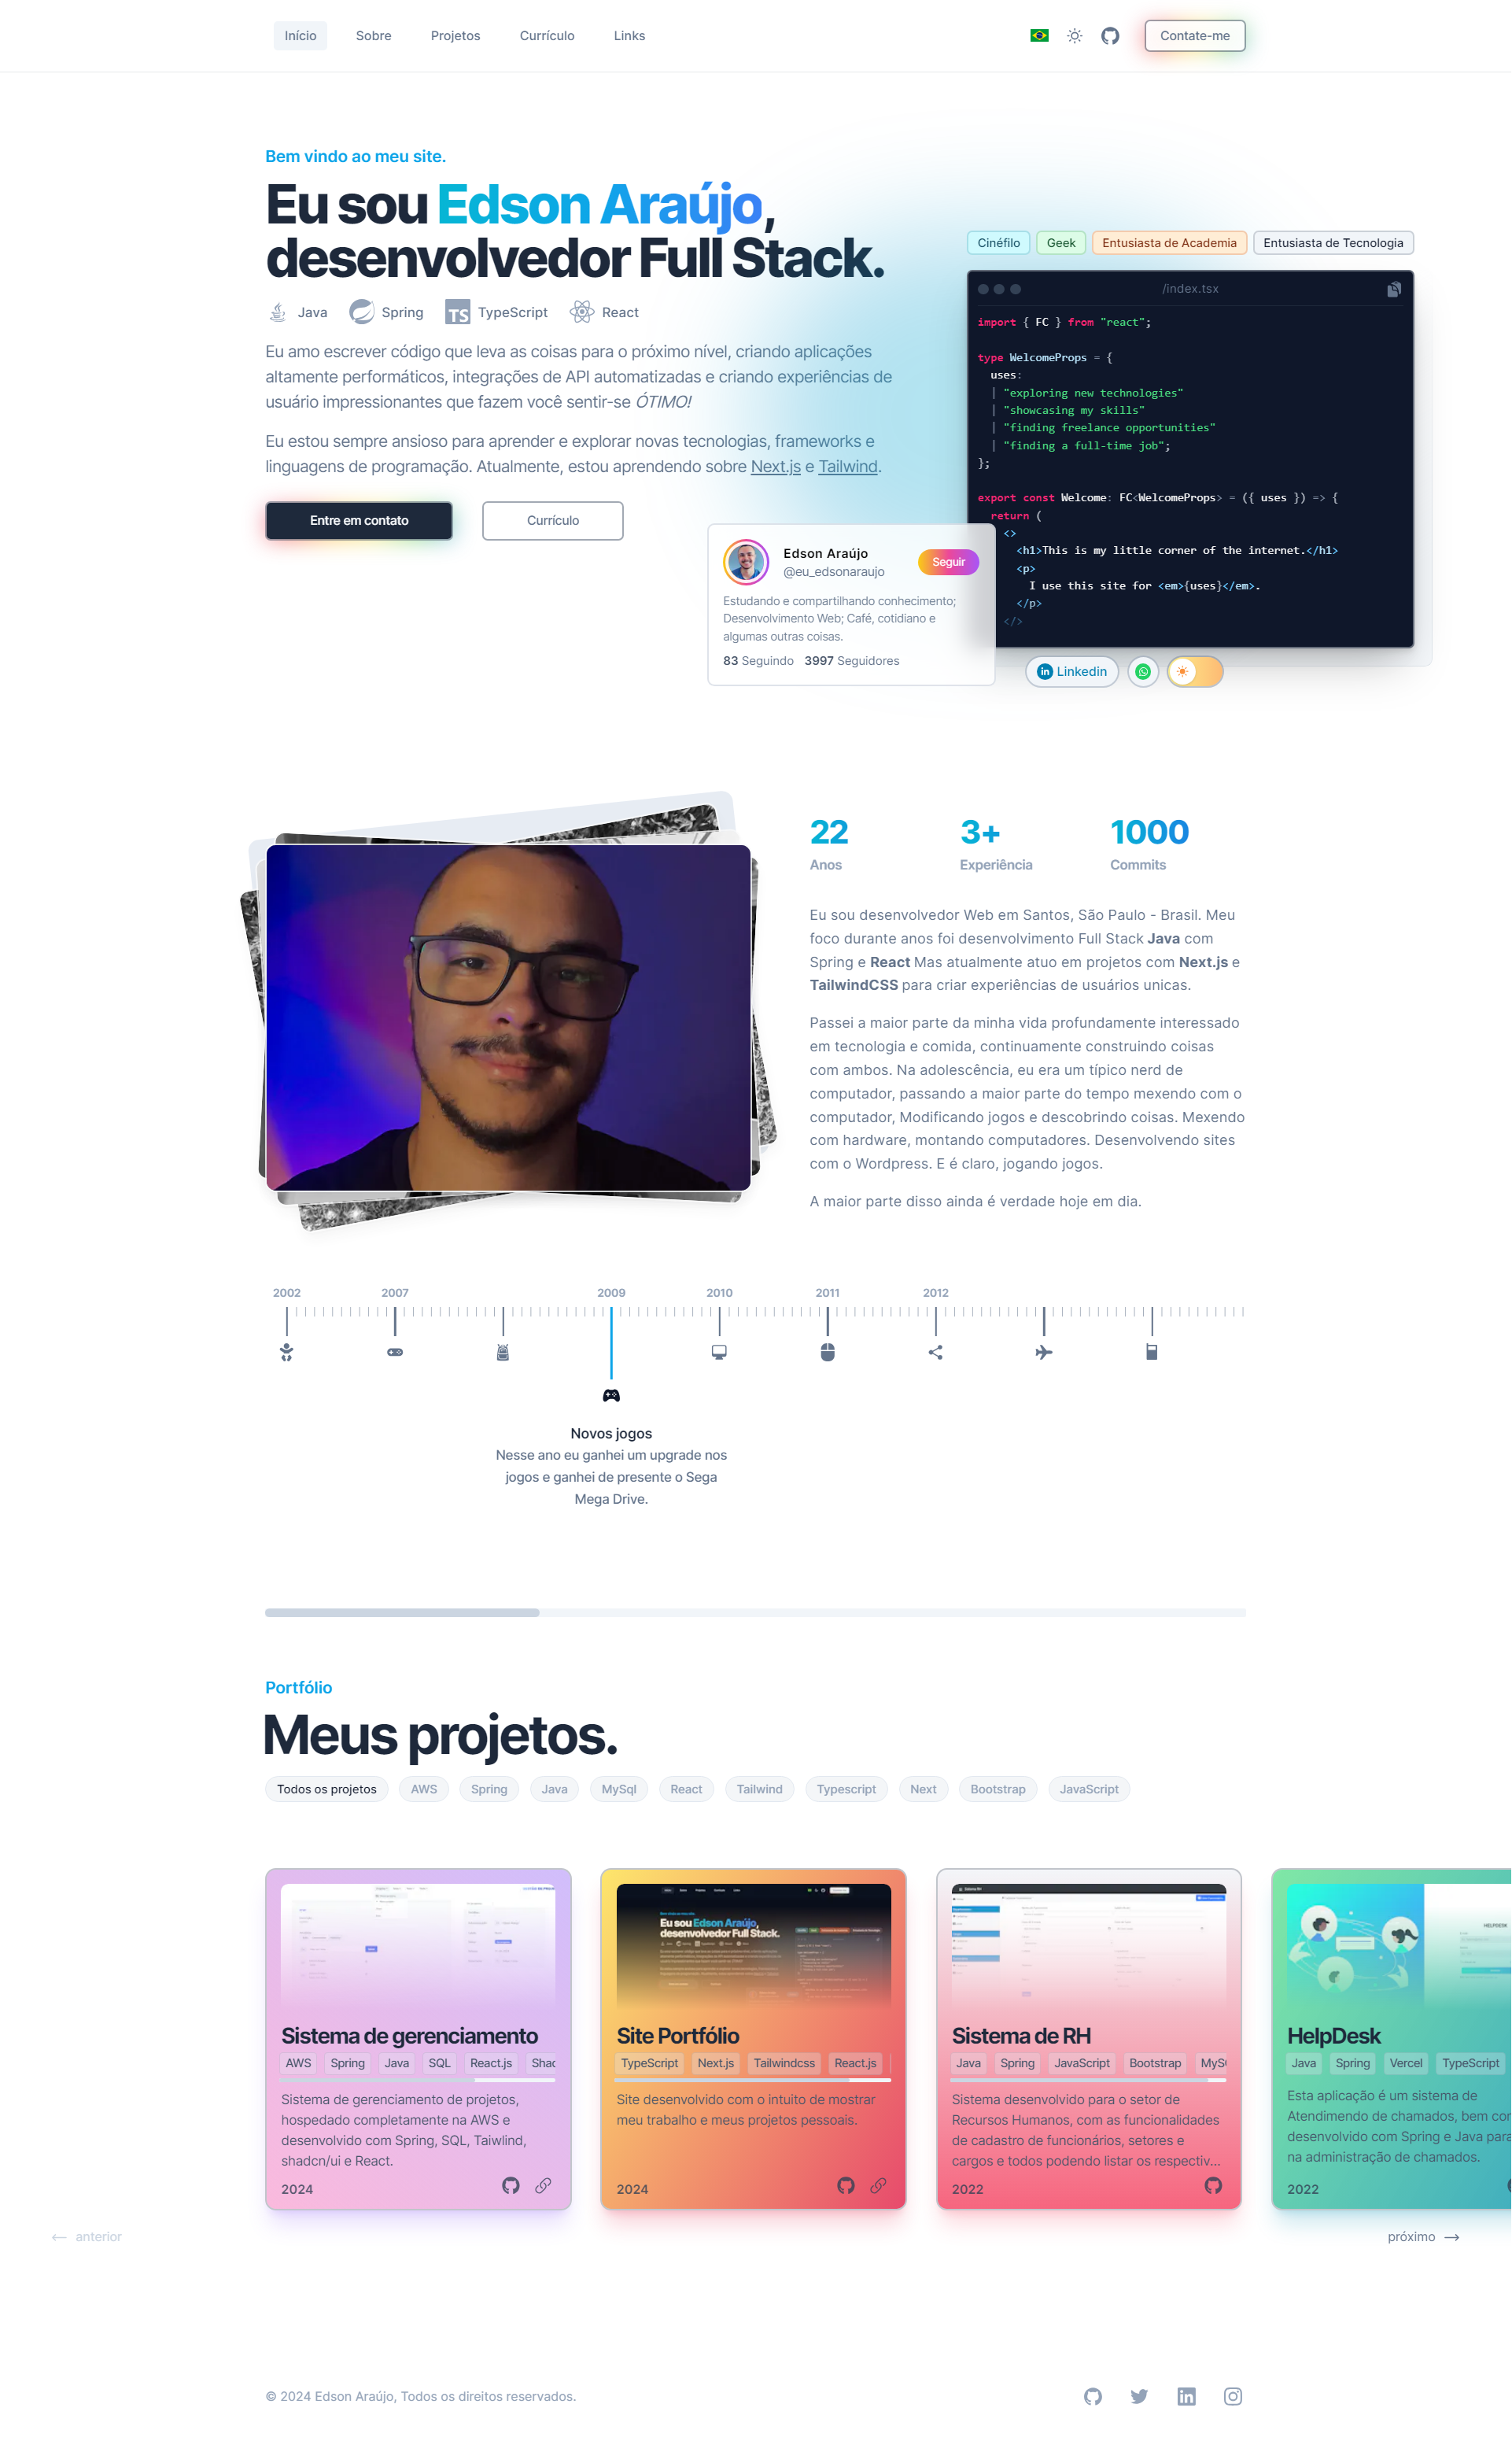 Início Sobre Projetos Currículo Links Contate-me
Bem vindo ao meu site.
Eu sou Edson Araújo,
desenvolvedor Full Stack.
Java Spring TypeScript React
Eu amo escrever código que leva as coisas para o próximo nível, criando aplicações
altamente performáticos, integrações de API automatizadas e criando experiências de
usuário impressionantes que fazem você sentir-se ÓTIMO!
Eu estou sempre ansioso para aprender e explorar novas tecnologias, frameworks e
linguagens de programação. Atualmente, estou aprendendo sobre Next.js e Tailwind.
Entre em contato Currículo
Cinéfilo Geek Entusiasta de Academia Entusiasta de Tecnologia
/index.tsx
import { FC } from "react";
type WelcomeProps = {
uses:
| "exploring new technologies"
| "showcasing my skills"
| "finding freelance opportunities"
| "finding a full-time job";
};
export const Welcome: FC<WelcomeProps> = ({ uses }) => {
return (
<>
<h1>This is my little corner of the internet.</h1>
<p>
I use this site for <em>{uses}</em>.
</p>
</>
Edson Araújo
@eu_edsonaraujo
Seguir
Estudando e compartilhando conhecimento;
Desenvolvimento Web; Café, cotidiano e
algumas outras coisas.
83 Seguindo 3997 Seguidores
Linkedin
22 3+ 1000
Anos Experiência Commits
Eu sou desenvolvedor Web em Santos, São Paulo - Brasil. Meu
foco durante anos foi desenvolvimento Full Stack Java com
Spring e React Mas atualmente atuo em projetos com Next.js e
TailwindCSS para criar experiências de usuários unicas.
Passei a maior parte da minha vida profundamente interessado
em tecnologia e comida, continuamente construindo coisas
com ambos. Na adolescência, eu era um típico nerd de
computador, passando a maior parte do tempo mexendo com o
computador, Modificando jogos e descobrindo coisas. Mexendo
com hardware, montando computadores. Desenvolvendo sites
com o Wordpress. E é claro, jogando jogos.
A maior parte disso ainda é verdade hoje em dia.
2002 2007 2009 2010 2011 2012
Novos jogos
Nesse ano eu ganhei um upgrade nos
jogos e ganhei de presente o Sega
Mega Drive.
Portfólio
Meus projetos.
Todos os projetos AWS Spring Java MySql React Tailwind Typescript Next Bootstrap JavaScript
Eu sou Edson Araújo,
desenvolvedor Full Stack.
Sistema de gerenciamento
AWS Spring Java SQL React.js Shad
Sistema de gerenciamento de projetos,
hospedado completamente na AWS e
desenvolvido com Spring, SQL, Taiwlind,
shadcn/ui e React.
2024
Site Portfólio
TypeScript Next.js Tailwindcss React.js
Site desenvolvido com o intuito de mostrar
meu trabalho e meus projetos pessoais.
2024
Sistema de RH
Java Spring JavaScript Bootstrap MyS
Sistema desenvolvido para o setor de
Recursos Humanos, com as funcionalidades
de cadastro de funcionários, setores e
cargos e todos podendo listar os respectiv...
2022
HELPDESK
HelpDesk
Java Spring Vercel TypeScript
Esta aplicação é um sistema de
Atendimendo de chamados, bem con
desenvolvido com Spring e Java para
na administração de chamados.
2022
anterior próximo
© 2024 Edson Araújo, Todos os direitos reservados.